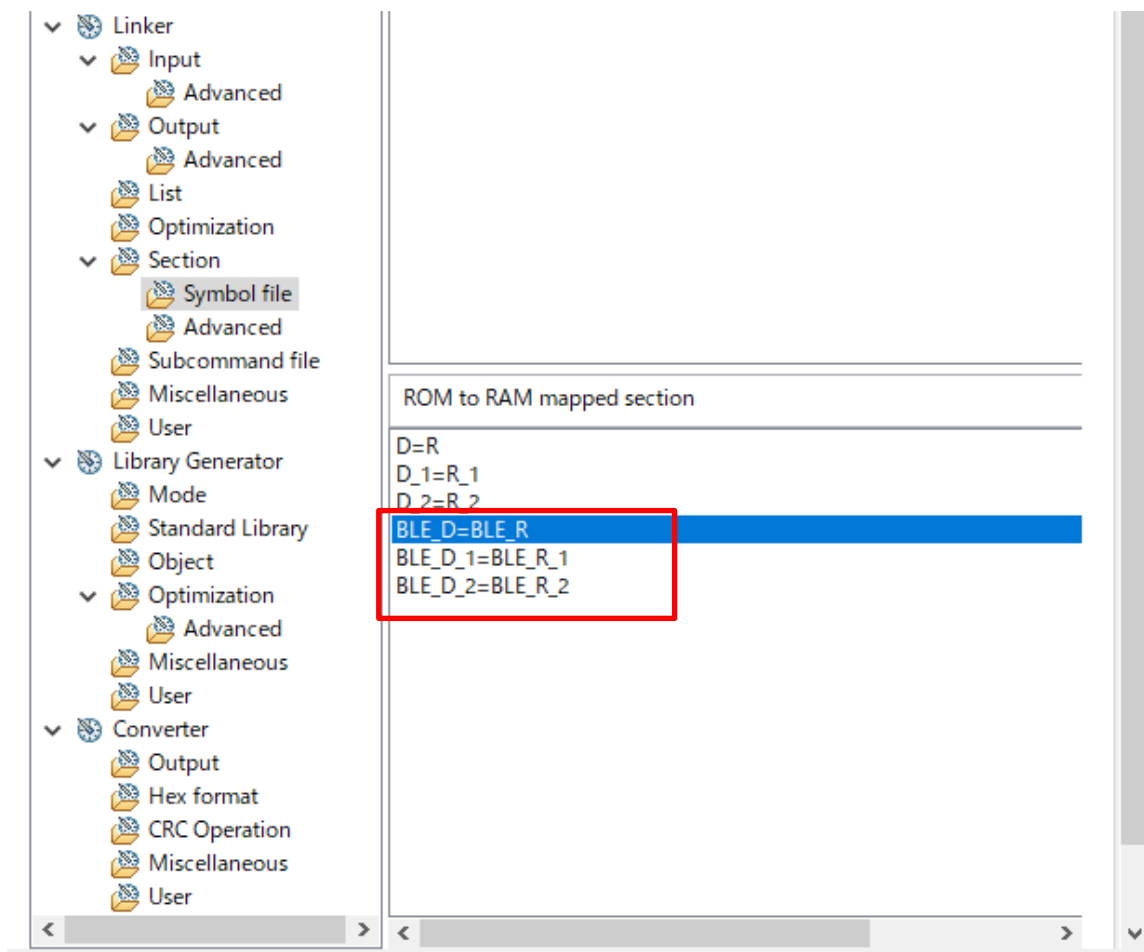 Linker
Input
Advanced
Output
Advanced
List
Optimization
Section
Symbol file
Advanced
Subcommand file
Miscellaneous
User
Library Generator
Mode
Standard Library
Object
Optimization
Advanced
Miscellaneous
User
Converter
Output
Hex format
CRC Operation
Miscellaneous
User
ROM to RAM mapped section
D=R
D_1=R_1
D_2=R_2
BLE_D=BLE_R
BLE_D_1=BLE_R_1
BLE_D_2=BLE_R_2